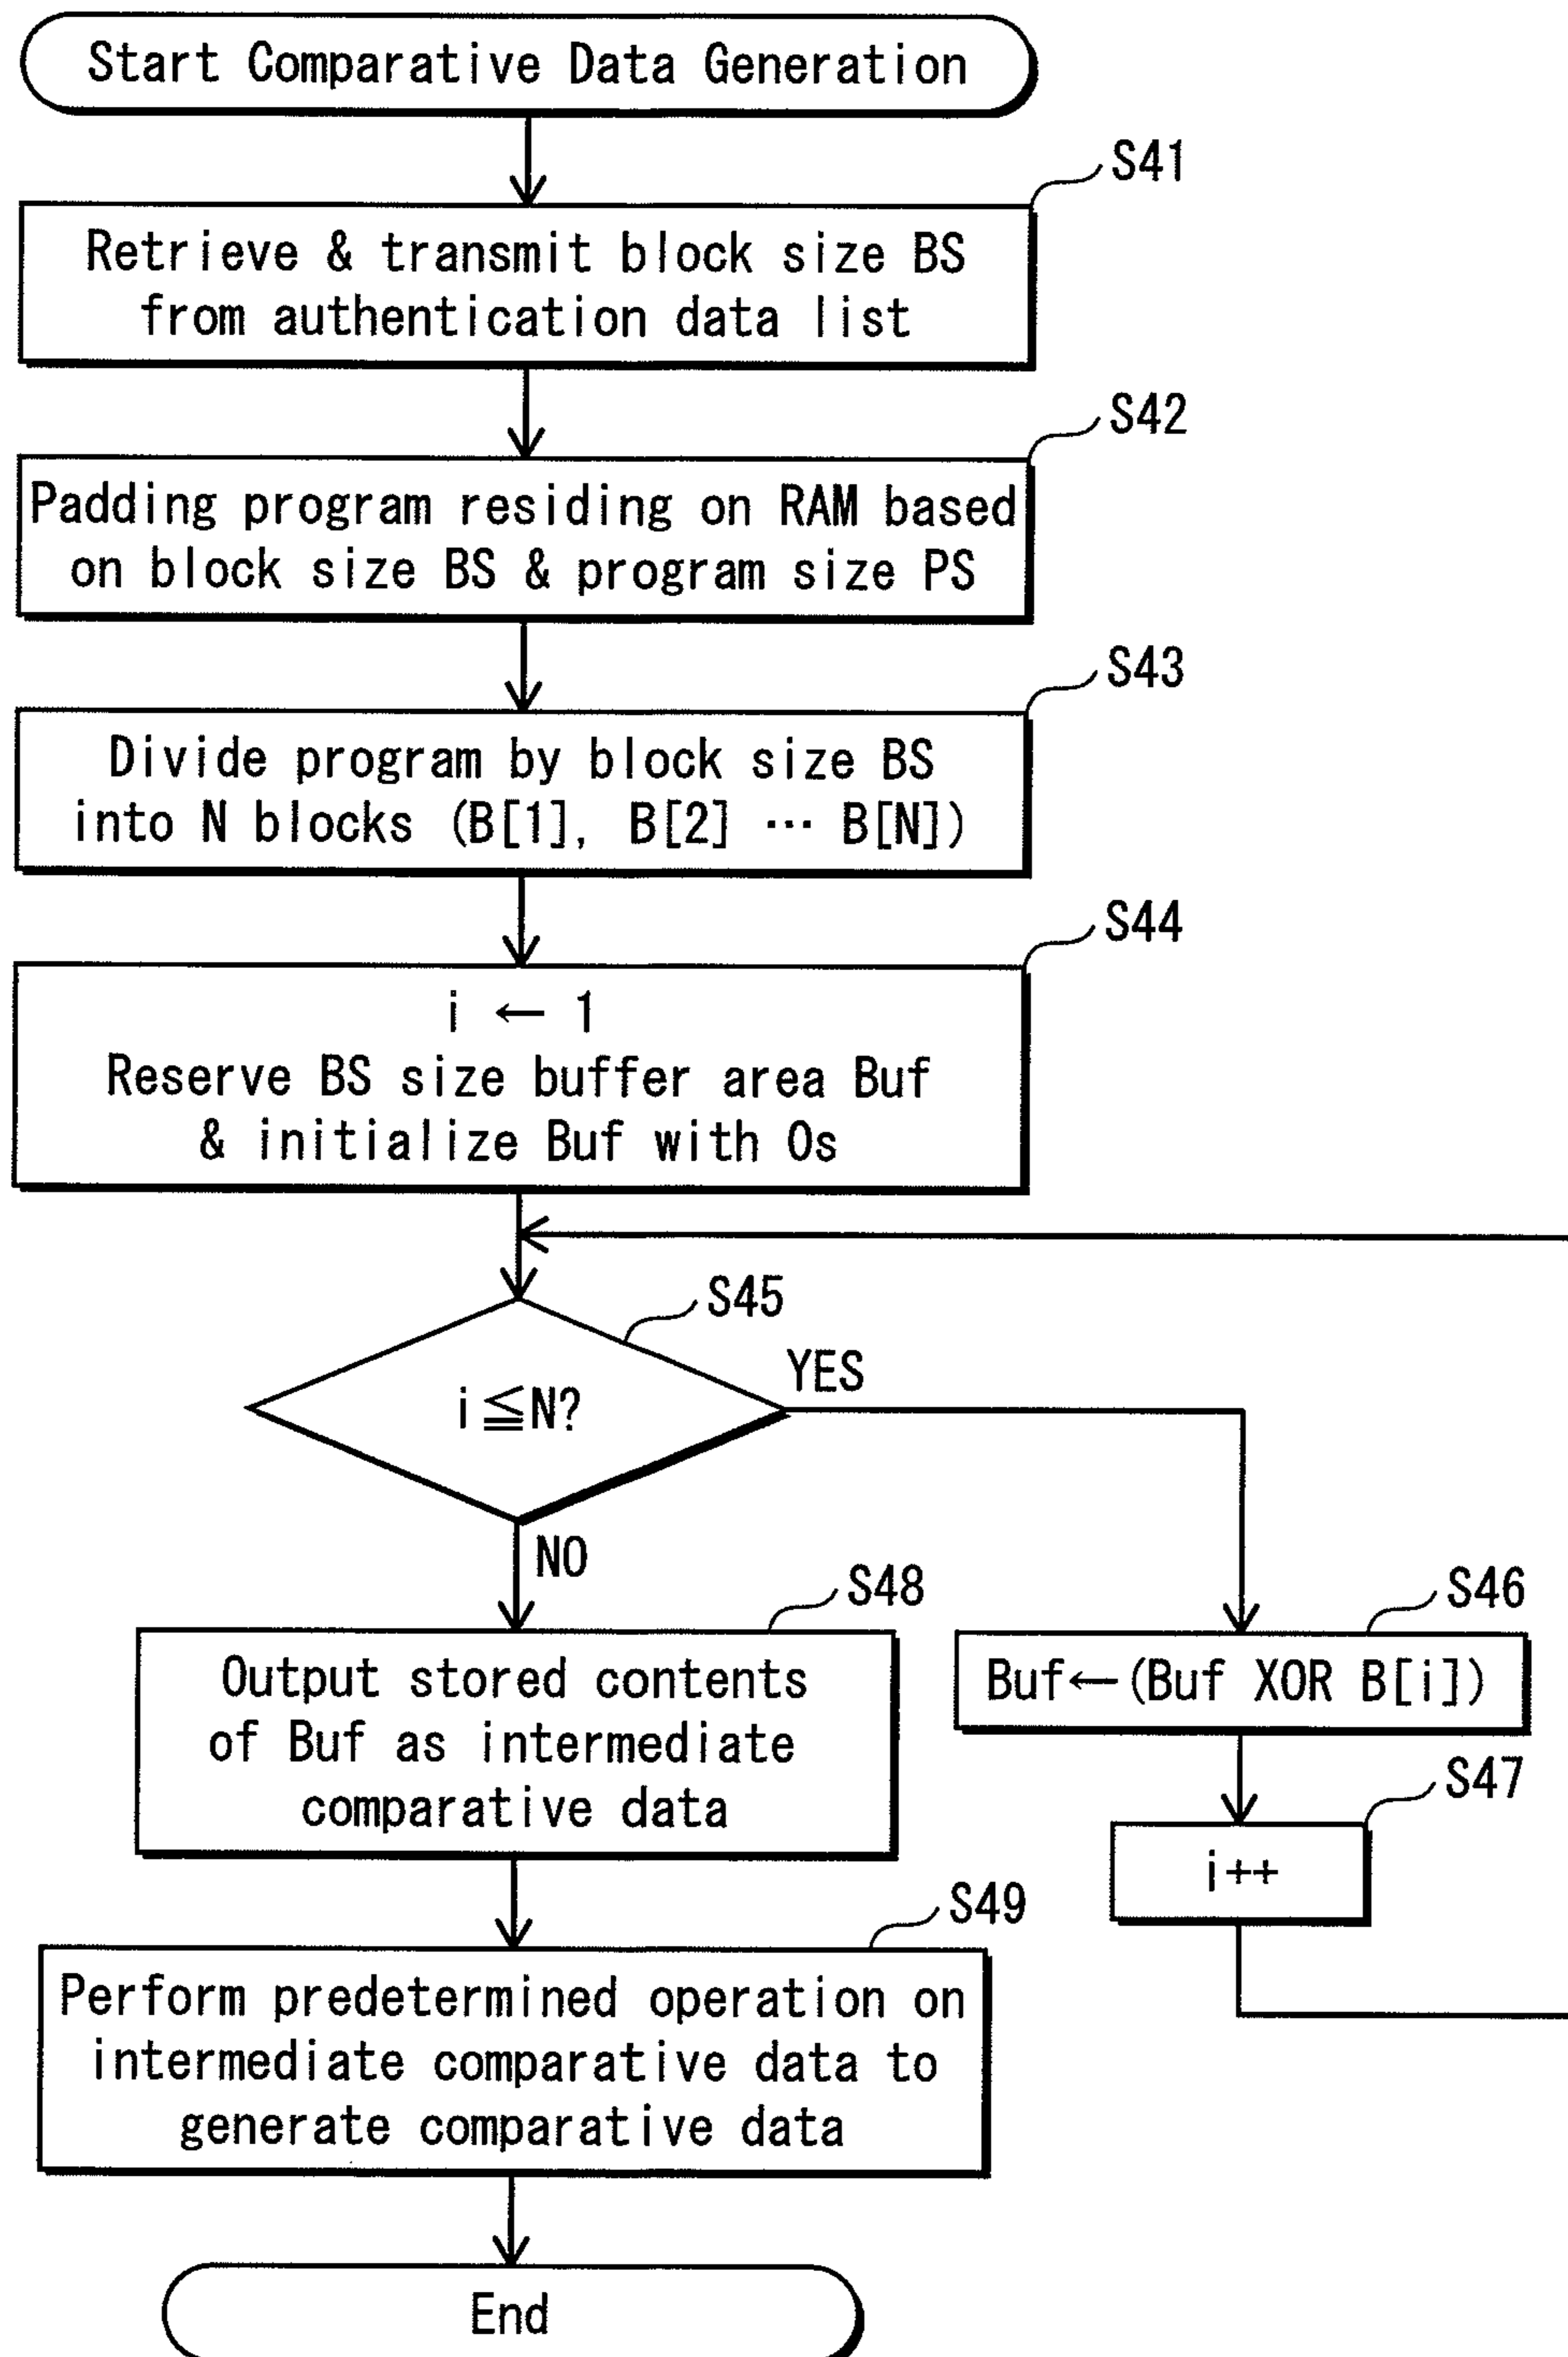 Start Comparative Data Generation
S41
Retrieve & transmit block size BS
from authentication data list
S42
Padding program residing on RAM based
on block size BS & program size PS
S43
Divide program by block size BS
into N blocks (B[1], B[2] ··· B[N])
S44
i ← 1
Reserve BS size buffer area Buf
& initialize Buf with 0s
S45
i≦N?
YES
NO
S48
Output stored contents
of Buf as intermediate
comparative data
S46
Buf←(Buf XOR B[i])
S47
i++
S49
Perform predetermined operation on
intermediate comparative data to
generate comparative data
End